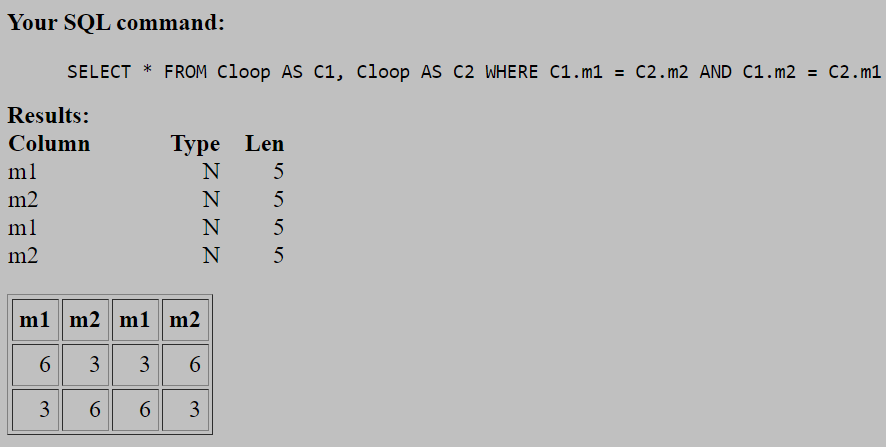 Your SQL command:
SELECT * FROM Cloop AS C1, Cloop AS C2 WHERE C1.m1 = C2.m2 AND C1.m2 = C2.m1
Results:
Column Type Len
m1 N 5
m2 N 5
m1 N 5
m2 N 5
m1 m2 m1 m2
6 3 3 6
3 6 6 3